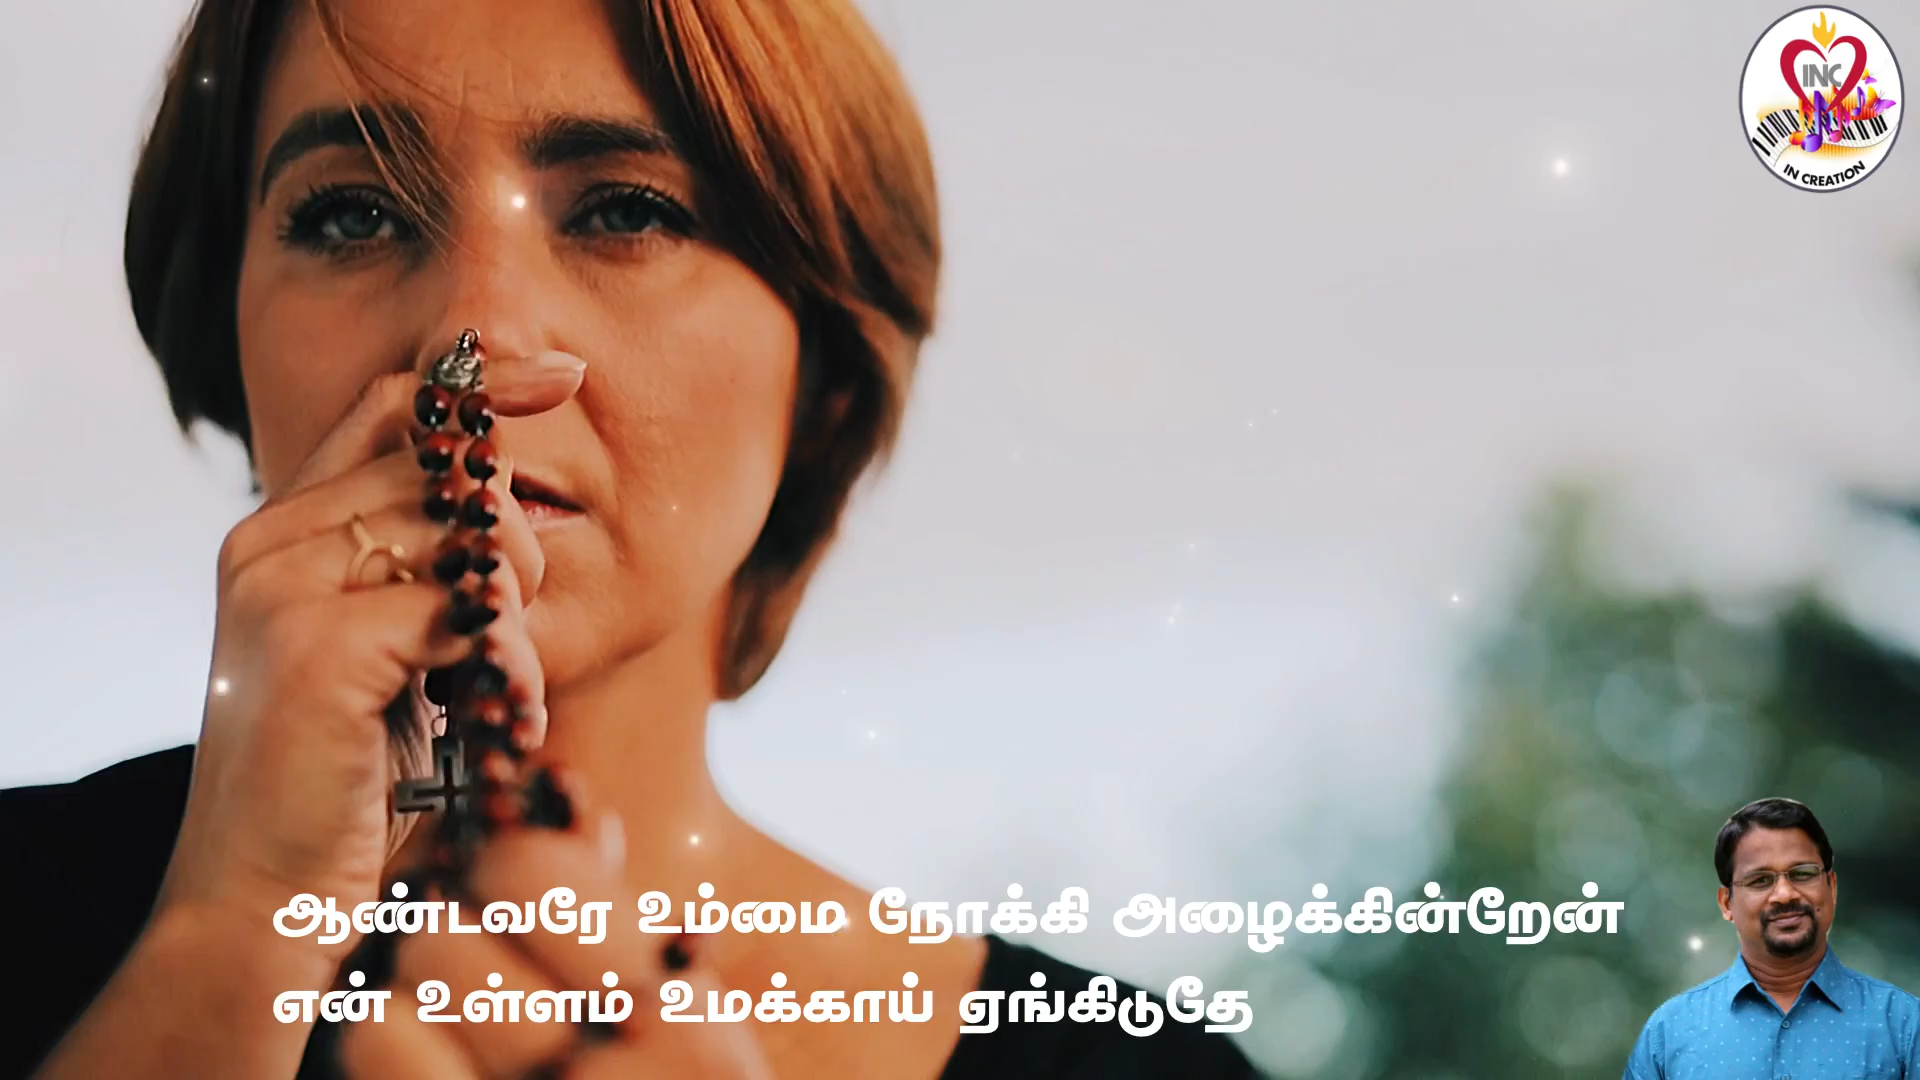 INC
IN CREATION
ஆண்டவரே உம்மை நோக்கி அழைக்கின்றேன்
என் உள்ளம் உமக்காய் ஏங்கிடுதே